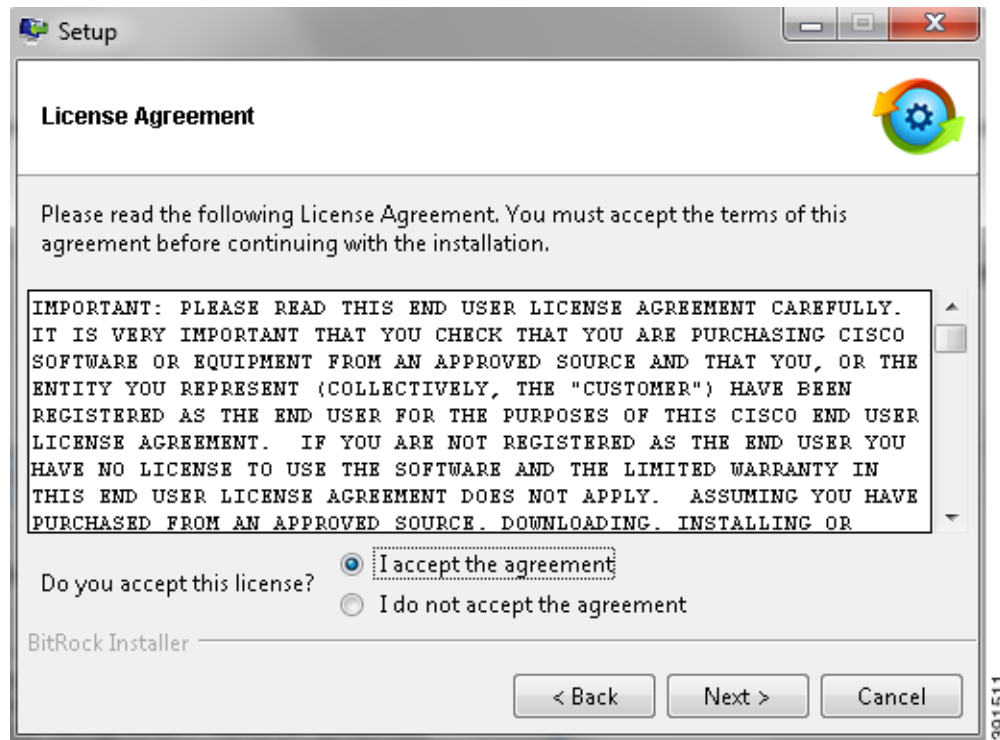 Setup
License Agreement
Please read the following License Agreement. You must accept the terms of this
agreement before continuing with the installation.
IMPORTANT: PLEASE READ THIS END USER LICENSE AGREEMENT CAREFULLY.
IT IS VERY IMPORTANT THAT YOU CHECK THAT YOU ARE PURCHASING CISCO
SOFTWARE OR EQUIPMENT FROM AN APPROVED SOURCE AND THAT YOU, OR THE
ENTITY YOU REPRESENT (COLLECTIVELY, THE "CUSTOMER") HAVE BEEN
REGISTERED AS THE END USER FOR THE PURPOSES OF THIS CISCO END USER
LICENSE AGREEMENT.  IF YOU ARE NOT REGISTERED AS THE END USER YOU
HAVE NO LICENSE TO USE THE SOFTWARE AND THE LIMITED WARRANTY IN
THIS END USER LICENSE AGREEMENT DOES NOT APPLY.  ASSUMING YOU HAVE
PURCHASED FROM AN APPROVED SOURCE. DOWNLOADING. INSTALLING OR
Do you accept this license?
I accept the agreement
I do not accept the agreement
BitRock Installer
< Back
Next >
Cancel
391511